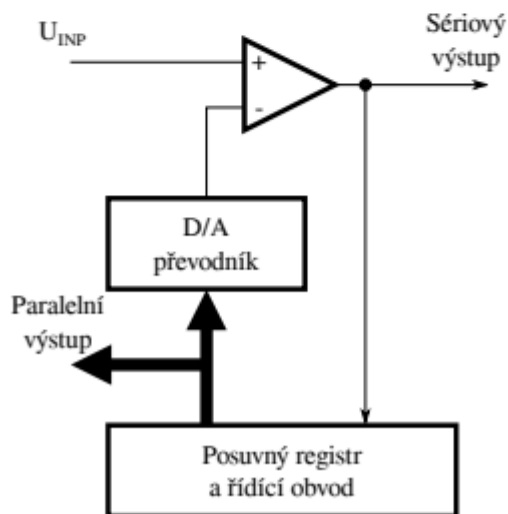 U_INP
Sériový
výstup
+
-
D/A
převodník
Paralelní
výstup
Posuvný registr
a řídící obvod